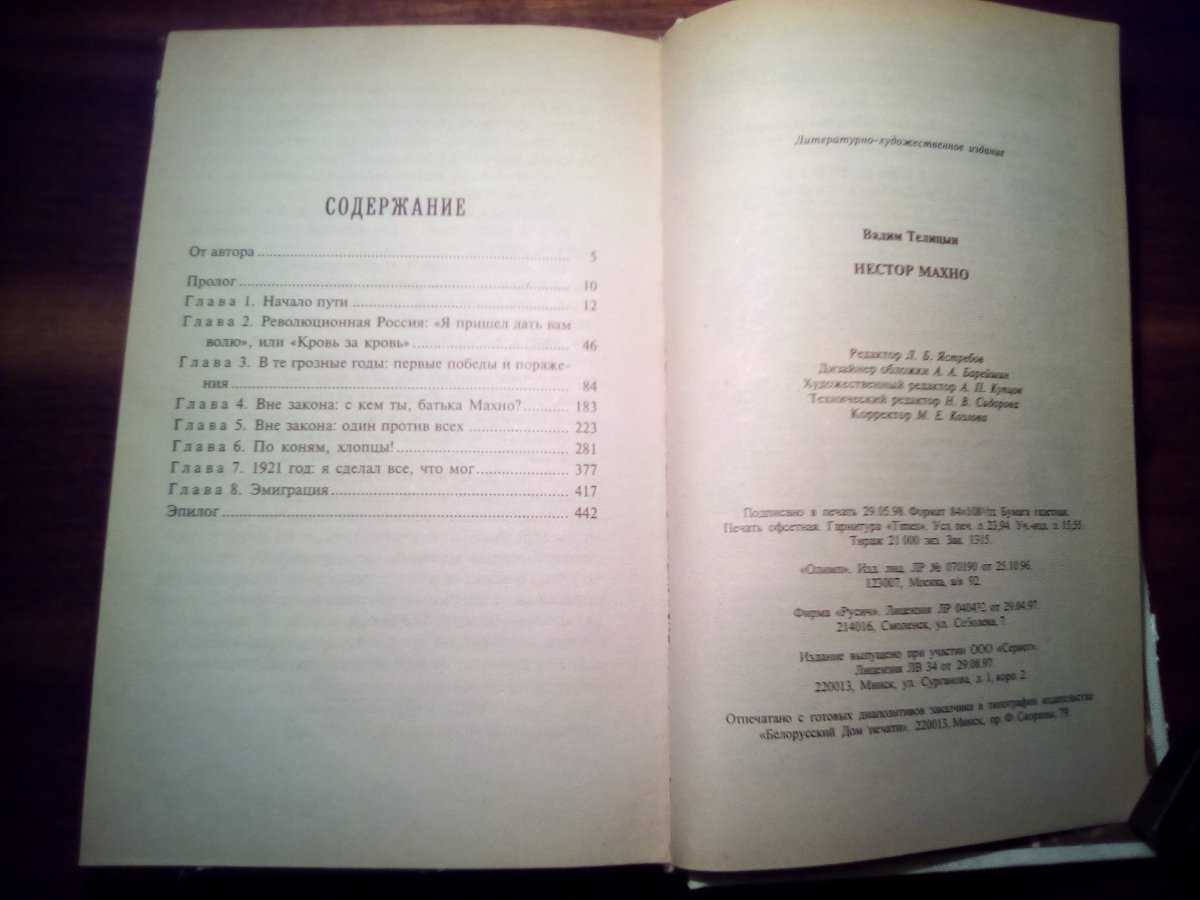 СОДЕРЖАНИЕ
От автора ........ 5
Пролог ........ 10
Глава 1. Начало пути ........ 12
Глава 2. Революционная Россия: «Я пришел дать вам
волю», или «Кровь за кровь» ........ 46
Глава 3. В те грозные годы: первые победы и пораже-
ния ........ 84
Глава 4. Вне закона: с кем ты, батька Махно? ........ 183
Глава 5. Вне закона: один против всех ........ 223
Глава 6. По коням, хлопцы! ........ 281
Глава 7. 1921 год: я сделал все, что мог ........ 377
Глава 8. Эмиграция ........ 417
Эпилог ........ 442
Литературно-художественное издание
Вадим Телицын
НЕСТОР МАХНО
Редактор Л. Б. Ястребов
Дизайнер обложки А. А. Барейшин
Художественный редактор А. П. Купцов
Технический редактор Н. В. Сидорова
Корректор М. Е. Козлова
Подписано в печать 29.05.98. Формат 84×108 1/32. Бумага газетная.
Печать офсетная. Гарнитура «Times». Усл. печ. л. 23,94. Уч.-изд. л. 15,55.
Тираж 21 000 экз. Зак. 1315.
«Олимп». Изд. лиц. ЛР № 070190 от 25.10.96.
123007, Москва, а/я 92.
Фирма «Русич». Лицензия ЛР 040432 от 29.04.97.
214016, Смоленск, ул. Соболева, 7.
Издание выпущено при участии ООО «Сервег».
Лицензия ЛВ 34 от 29.08.97.
220013, Минск, ул. Сурганова, д. 1, корп. 2.
Отпечатано с готовых диапозитивов заказчика в типографии издательства
«Белорусский Дом печати». 220013, Минск, пр. Ф. Скорины, 79.